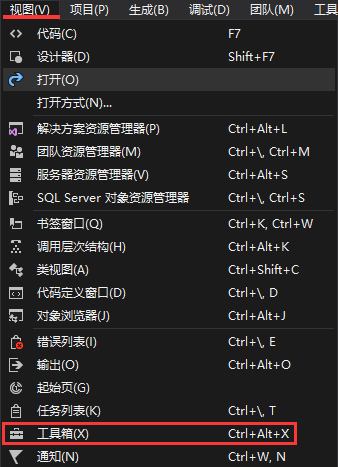 视图(V) 项目(P) 生成(B) 调试(D) 团队(M) 工具
代码(C) F7
设计器(D) Shift+F7
打开(O)
打开方式(N)...
解决方案资源管理器(P) Ctrl+Alt+L
团队资源管理器(M) Ctrl+\, Ctrl+M
服务器资源管理器(V) Ctrl+Alt+S
SQL Server 对象资源管理器 Ctrl+\, Ctrl+S
书签窗口(Q) Ctrl+K, Ctrl+W
调用层次结构(H) Ctrl+Alt+K
类视图(A) Ctrl+Shift+C
代码定义窗口(D) Ctrl+\, D
对象浏览器(J) Ctrl+Alt+J
错误列表(I) Ctrl+\, E
输出(O) Ctrl+Alt+O
起始页(G)
任务列表(K) Ctrl+\, T
工具箱(X) Ctrl+Alt+X
通知(N) Ctrl+W, N